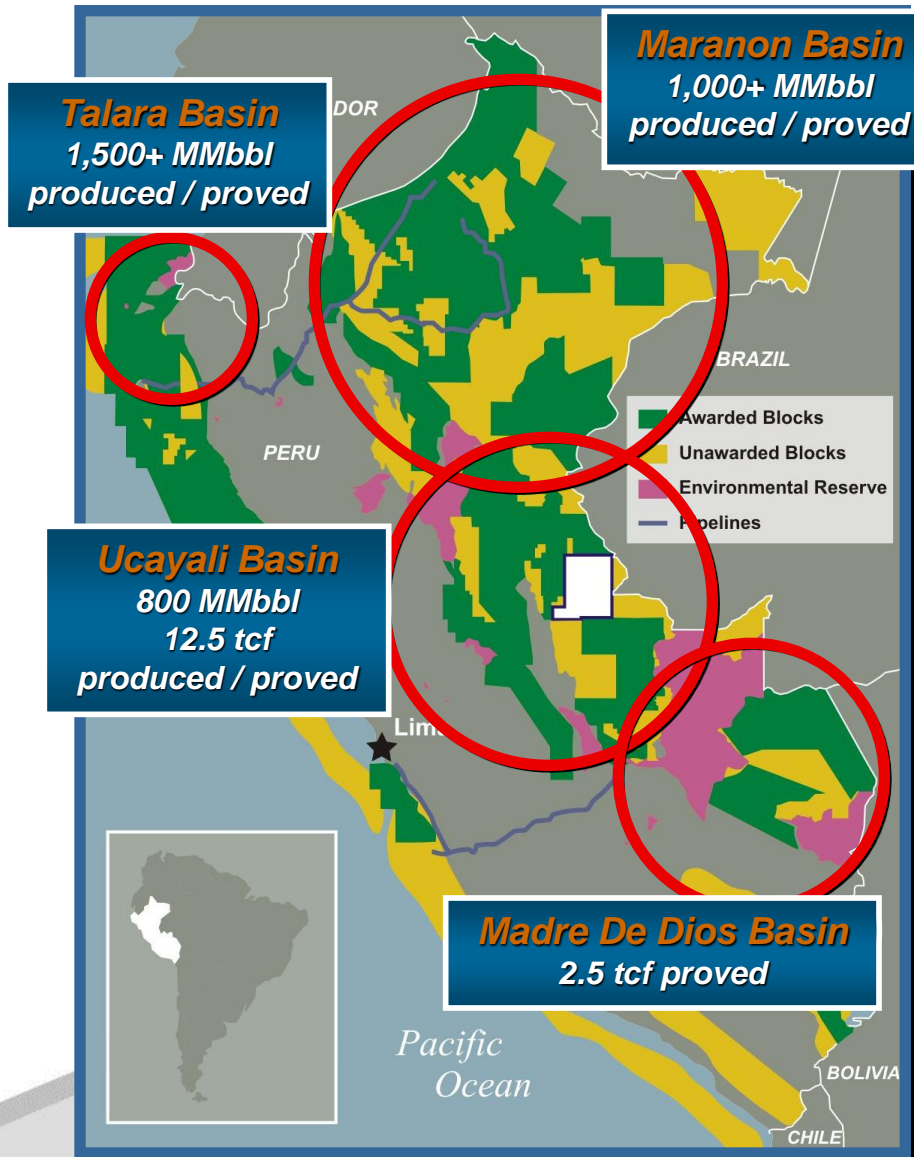 Maranon Basin
1,000+ MMbbl
produced / proved
Talara Basin
1,500+ MMbbl
produced / proved
DOR
BRAZIL
Awarded Blocks
Unawarded Blocks
Environmental Reserve
Pipelines
PERU
Ucayali Basin
800 MMbbl
12.5 tcf
produced / proved
Lima
Madre De Dios Basin
2.5 tcf proved
Pacific
Ocean
BOLIVIA
CHILE